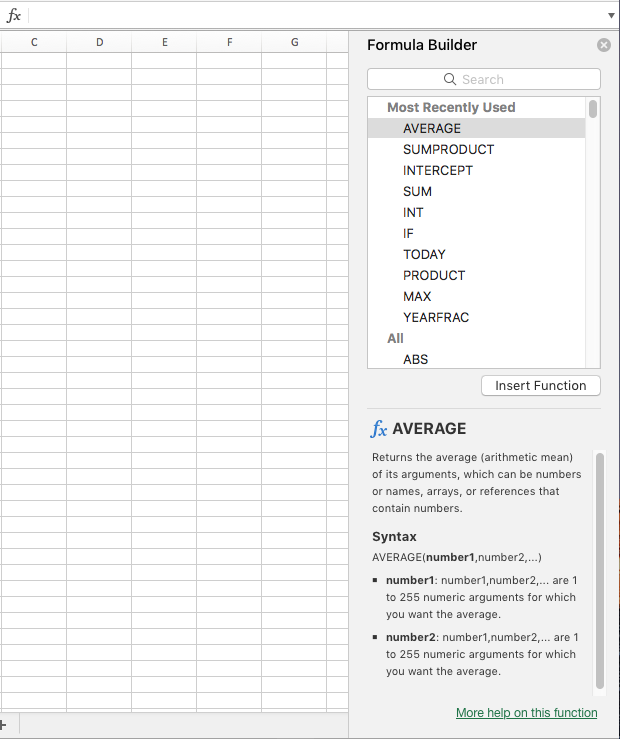 fx
C D E F G
Formula Builder
Search
Most Recently Used
AVERAGE
SUMPRODUCT
INTERCEPT
SUM
INT
IF
TODAY
PRODUCT
MAX
YEARFRAC
All
ABS
Insert Function
fx AVERAGE
Returns the average (arithmetic mean)
of its arguments, which can be numbers
or names, arrays, or references that
contain numbers.
Syntax
AVERAGE(number1,number2,...)
▪ number1: number1,number2,... are 1
to 255 numeric arguments for which
you want the average.
▪ number2: number1,number2,... are 1
to 255 numeric arguments for which
you want the average.
More help on this function